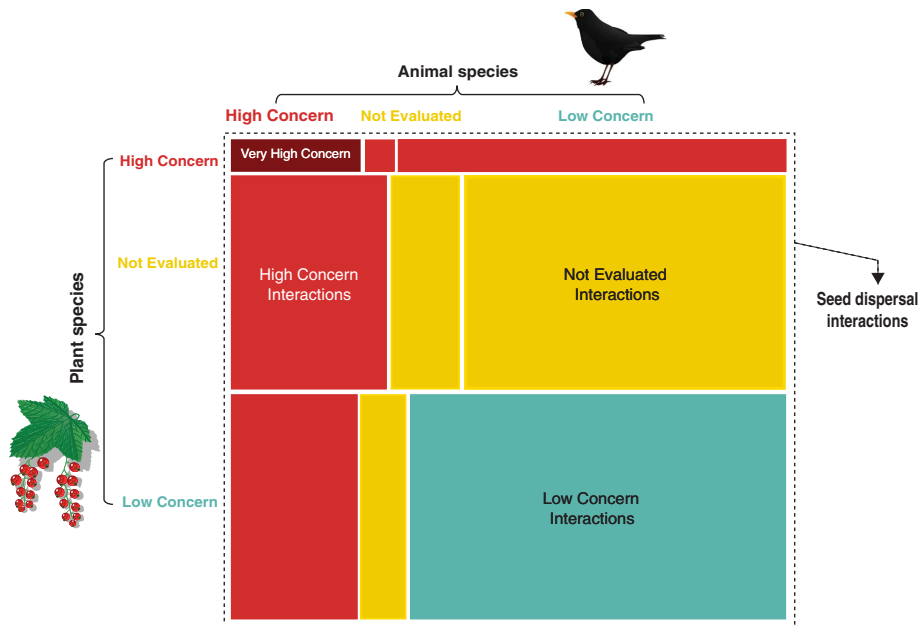 Animal species
High Concern
Not Evaluated
Low Concern
Plant species
High Concern
Not Evaluated
Low Concern
Very High Concern
High Concern
Interactions
Not Evaluated
Interactions
Low Concern
Interactions
Seed dispersal
interactions